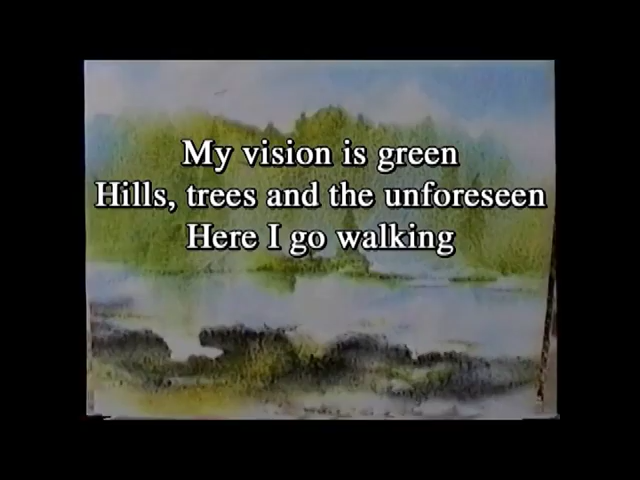 My vision is green
Hills, trees and the unforeseen
Here I go walking